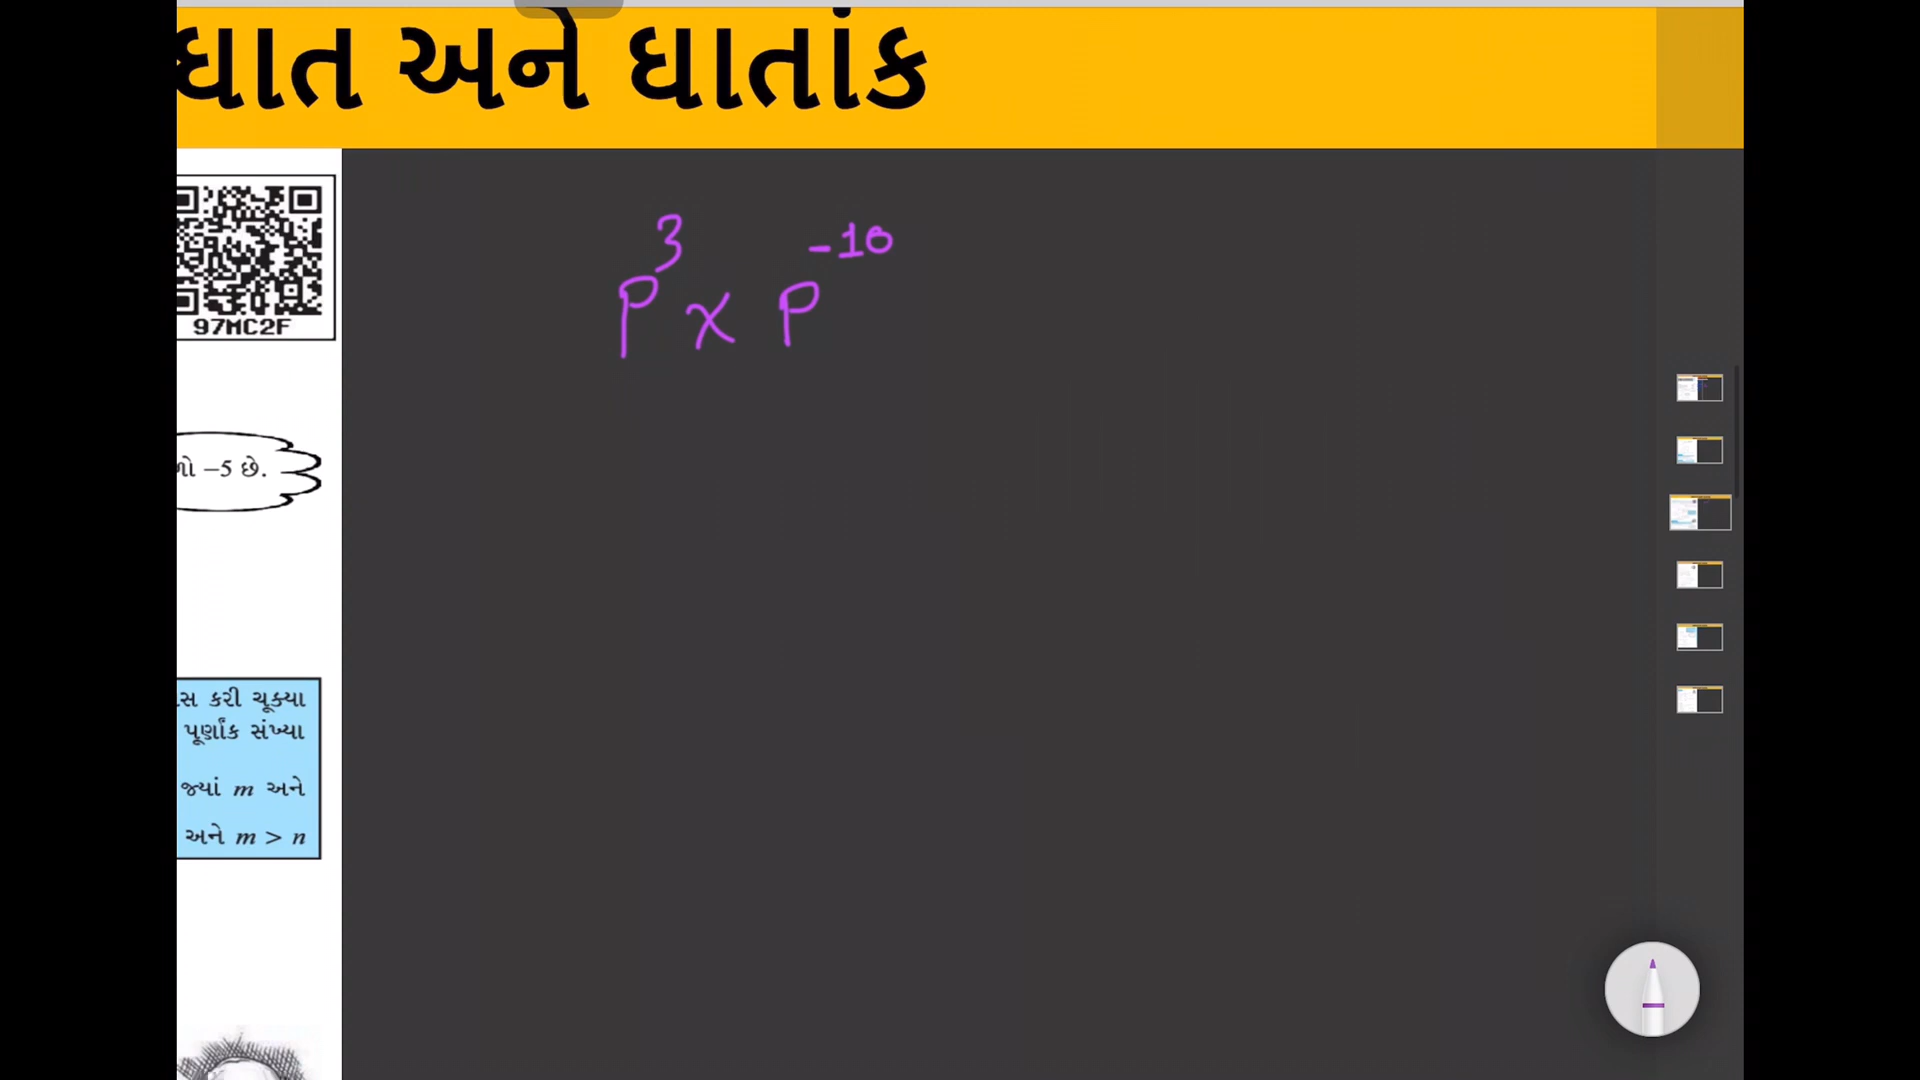 ઘાત અને ઘાતાંક
97MC2F
P³ x P⁻¹⁰
–5 છે.
કરી ચૂક્યા
પૂર્ણાંક સંખ્યા
જ્યાં m અને
અને m > n